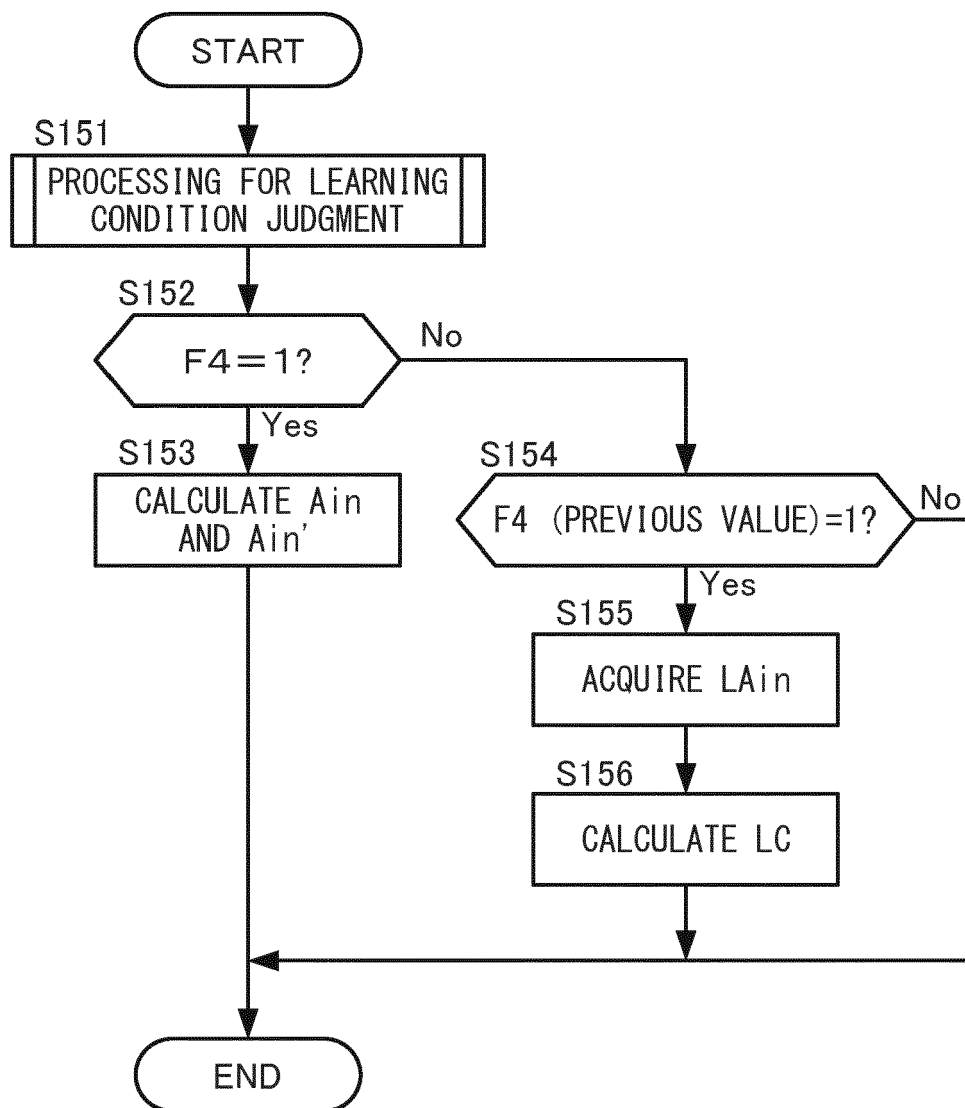 START
S151
PROCESSING FOR LEARNING
CONDITION JUDGMENT
S152
F4=1?
No
Yes
S153
CALCULATE Ain
AND Ain'
S154
F4 (PREVIOUS VALUE)=1?
No
Yes
S155
ACQUIRE LAin
S156
CALCULATE LC
END